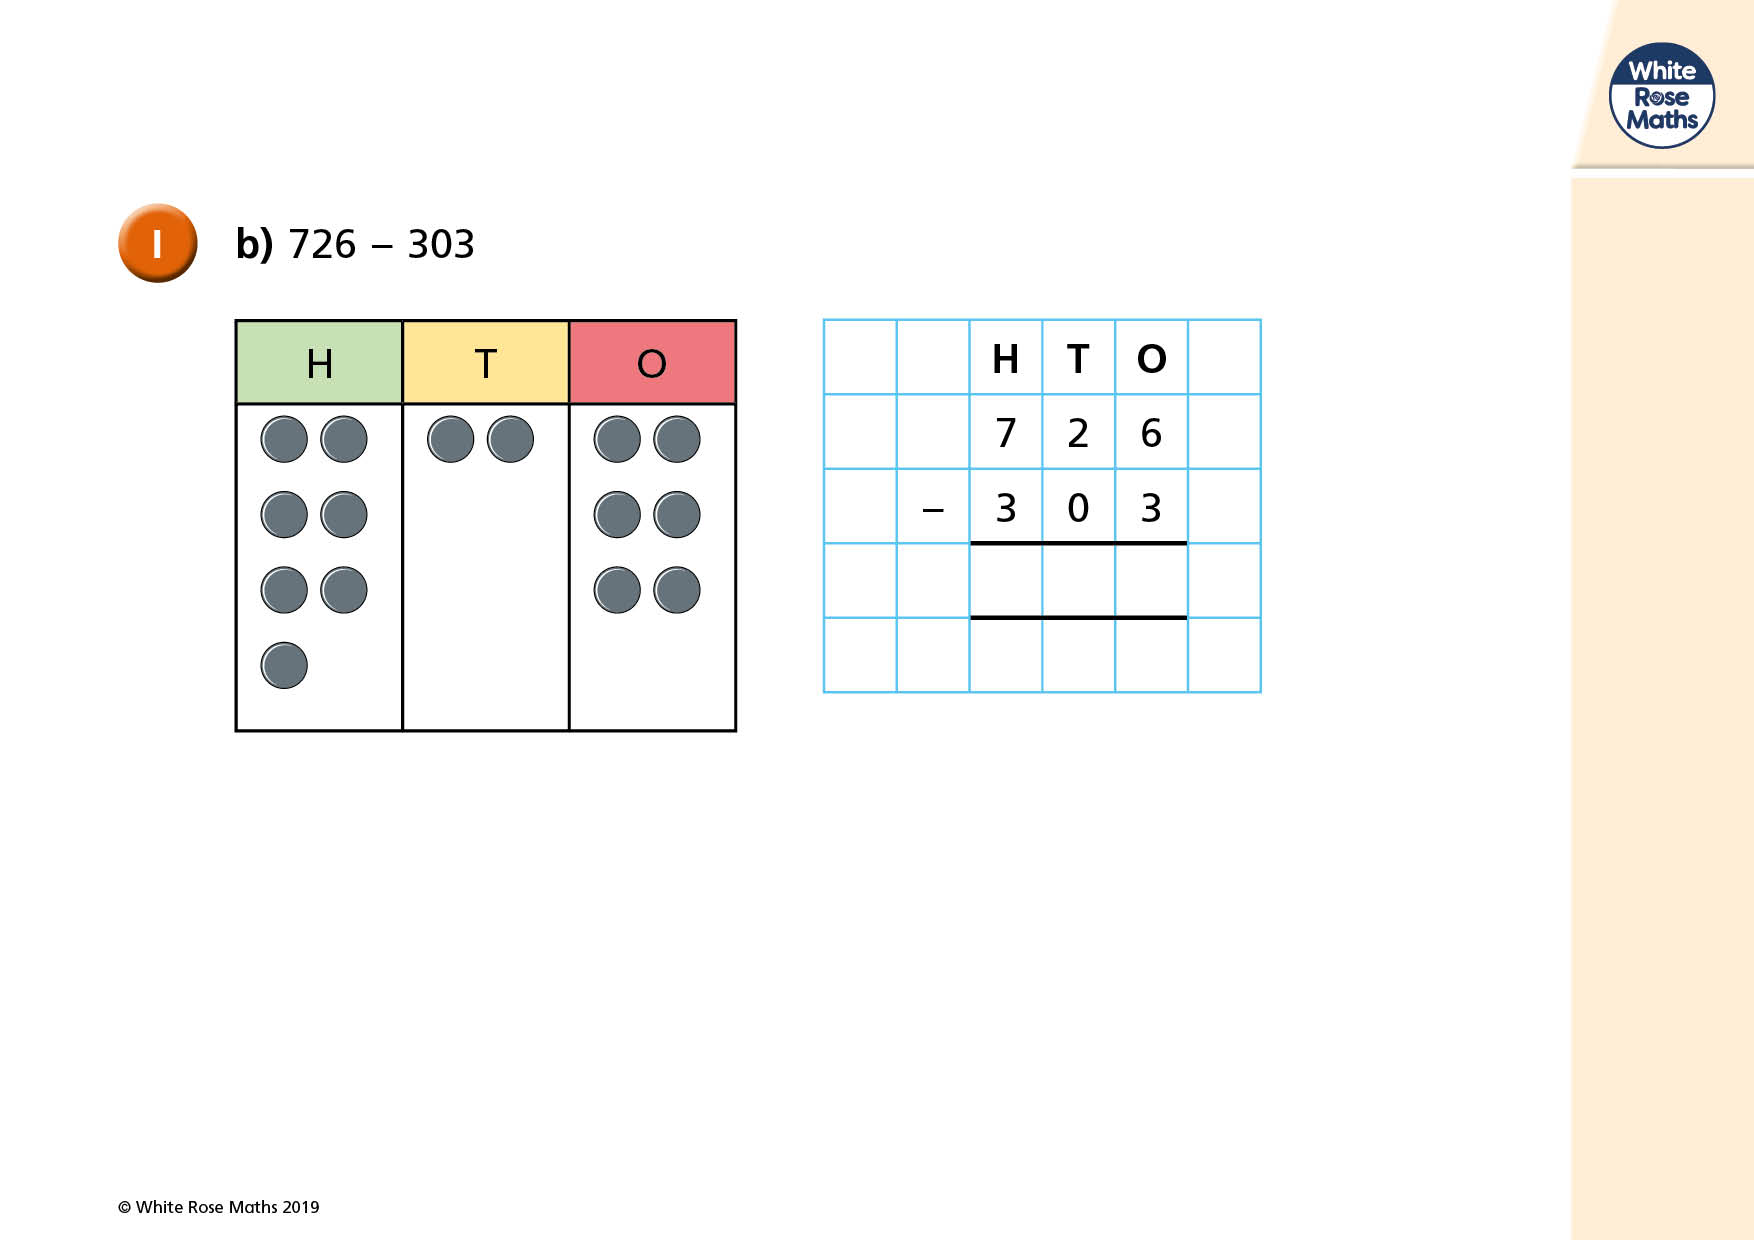 White
Rose
Maths
1 b) 726 – 303
H T O
H T O
7 2 6
– 3 0 3
© White Rose Maths 2019